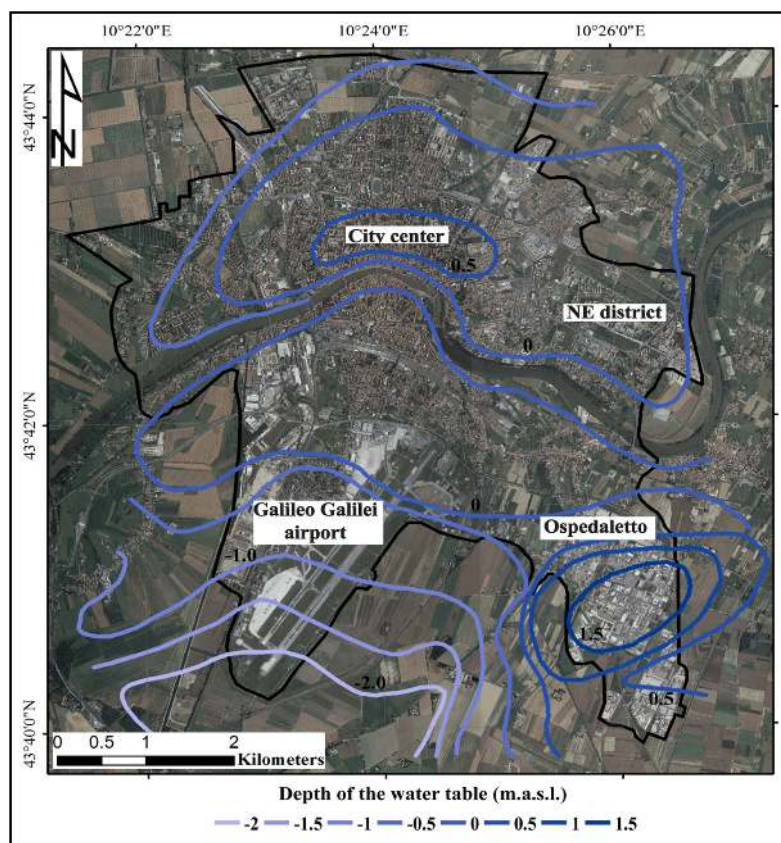 10°22'0"E 10°24'0"E 10°26'0"E
43°44'0"N
N
City center
0.5
NE district
0
43°42'0"N
0
Galileo Galilei
airport
Ospedaletto
-1.0
1.5
-2.0
0.5
43°40'0"N
0 0.5 1 2
Kilometers
Depth of the water table (m.a.s.l.)
-2 -1.5 -1 -0.5 0 0.5 1 1.5